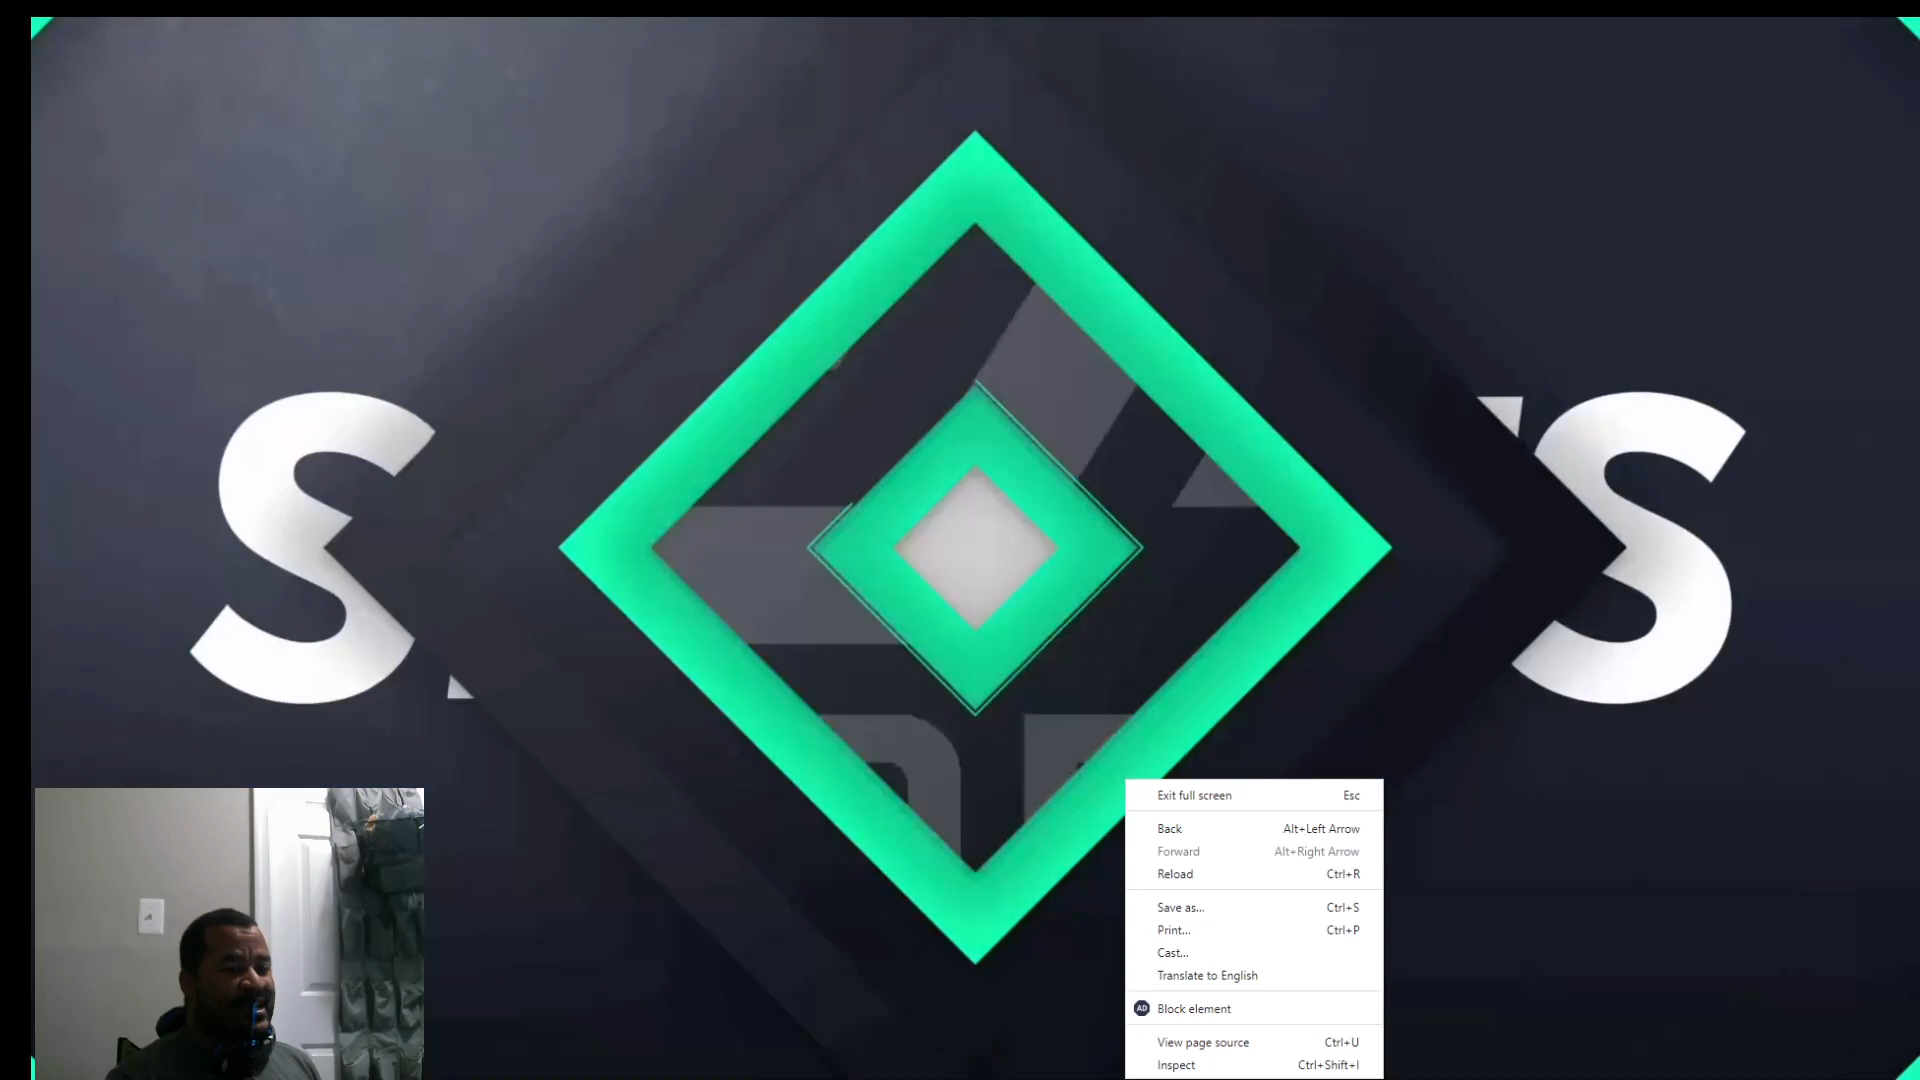 S S
Exit full screen Esc
Back Alt+Left Arrow
Forward Alt+Right Arrow
Reload Ctrl+R
Save as... Ctrl+S
Print... Ctrl+P
Cast...
Translate to English
AD Block element
View page source Ctrl+U
Inspect Ctrl+Shift+I